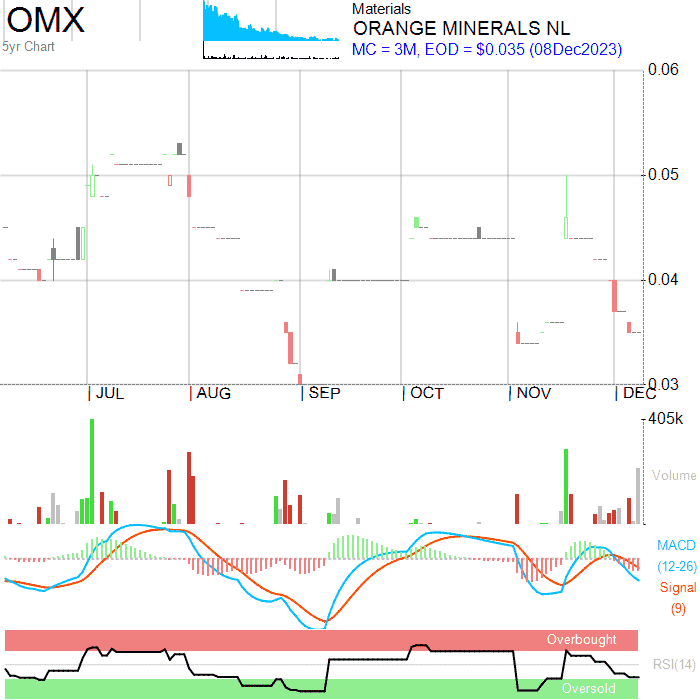 OMX
5yr Chart
Materials
ORANGE MINERALS NL
MC = 3M, EOD = $0.035 (08Dec2023)
0.06
0.05
0.04
0.03
JUL AUG SEP OCT NOV DEC
405k
Volume
MACD
(12-26)
Signal
(9)
Overbought
RSI(14)
Oversold